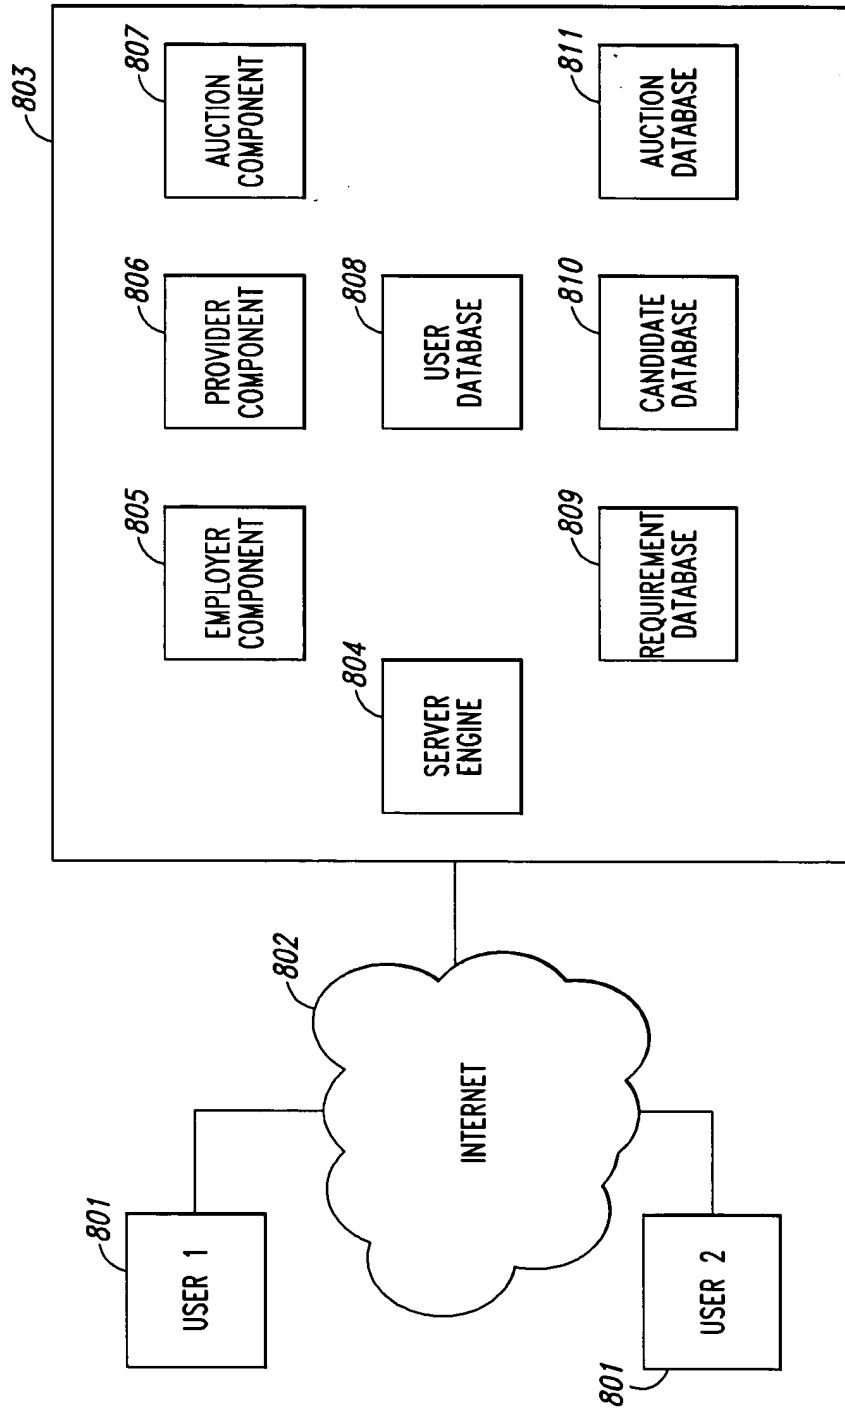 803
805
EMPLOYER
COMPONENT
806
PROVIDER
COMPONENT
807
AUCTION
COMPONENT
801
USER 1
802
INTERNET
804
SERVER
ENGINE
808
USER
DATABASE
801
USER 2
809
REQUIREMENT
DATABASE
810
CANDIDATE
DATABASE
811
AUCTION
DATABASE